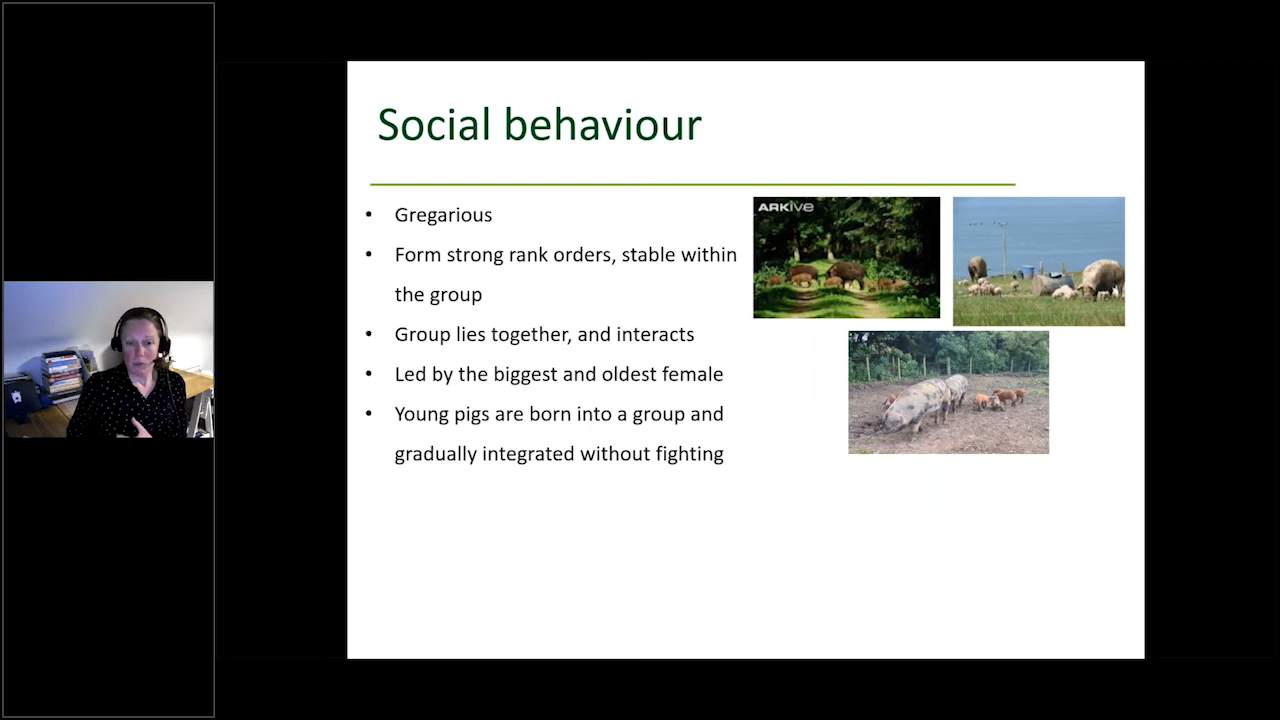 Social behaviour
• Gregarious
• Form strong rank orders, stable within
the group
• Group lies together, and interacts
• Led by the biggest and oldest female
• Young pigs are born into a group and
gradually integrated without fighting
ARKive